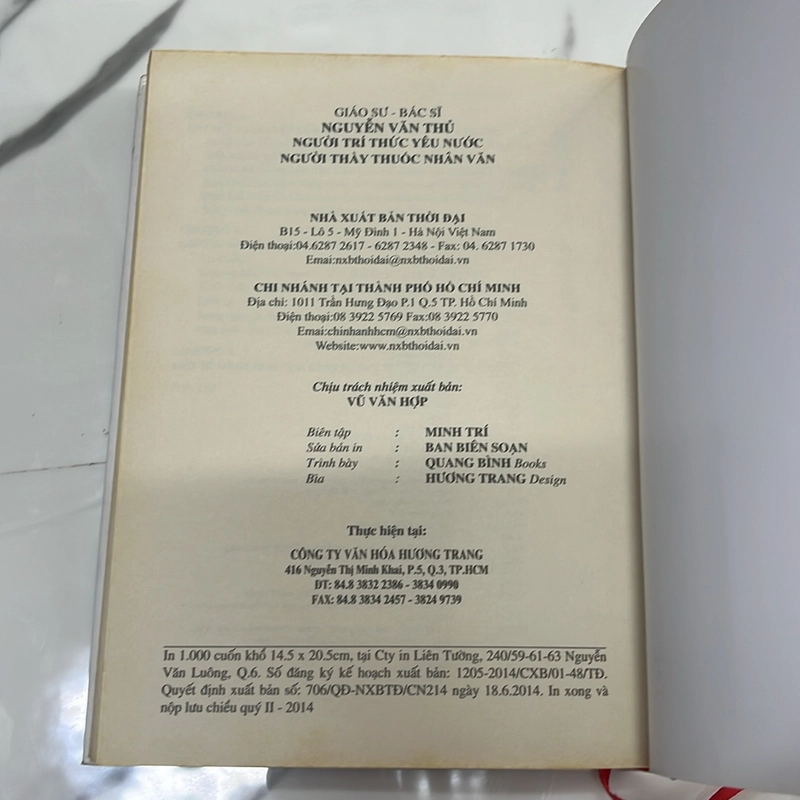 GIÁO SƯ - BÁC SĨ
NGUYỄN VĂN THỦ
NGƯỜI TRÍ THỨC YÊU NƯỚC
NGƯỜI THẦY THUỐC NHÂN VĂN
NHÀ XUẤT BẢN THỜI ĐẠI
B15 - Lô 5 - Mỹ Đình 1 - Hà Nội Việt Nam
Điện thoại:04.6287 2617 - 6287 2348 - Fax: 04. 6287 1730
Emai:nxbthoidai@nxbthoidai.vn
CHI NHÁNH TẠI THÀNH PHỐ HỒ CHÍ MINH
Địa chỉ: 1011 Trần Hưng Đạo P.1 Q.5 TP. Hồ Chí Minh
Điện thoại:08 3922 5769 Fax:08 3922 5770
Emai:chinhanhhcm@nxbthoidai.vn
Website:www.nxbthoidai.vn
Chịu trách nhiệm xuất bản:
VŨ VĂN HỢP
Biên tập : MINH TRÍ
Sửa bản in : BAN BIÊN SOẠN
Trình bày : QUANG BÌNH Books
Bìa : HƯƠNG TRANG Design
Thực hiện tại:
CÔNG TY VĂN HÓA HƯƠNG TRANG
416 Nguyễn Thị Minh Khai, P.5, Q.3, TP.HCM
ĐT: 84.8 3832 2386 - 3834 0990
FAX: 84.8 3834 2457 - 3824 9739
In 1.000 cuốn khổ 14.5 x 20.5cm, tại Cty in Liên Tường, 240/59-61-63 Nguyễn
Văn Luông, Q.6. Số đăng ký kế hoạch xuất bản: 1205-2014/CXB/01-48/TĐ.
Quyết định xuất bản số: 706/QĐ-NXBTĐ/CN214 ngày 18.6.2014. In xong và
nộp lưu chiểu quý II - 2014